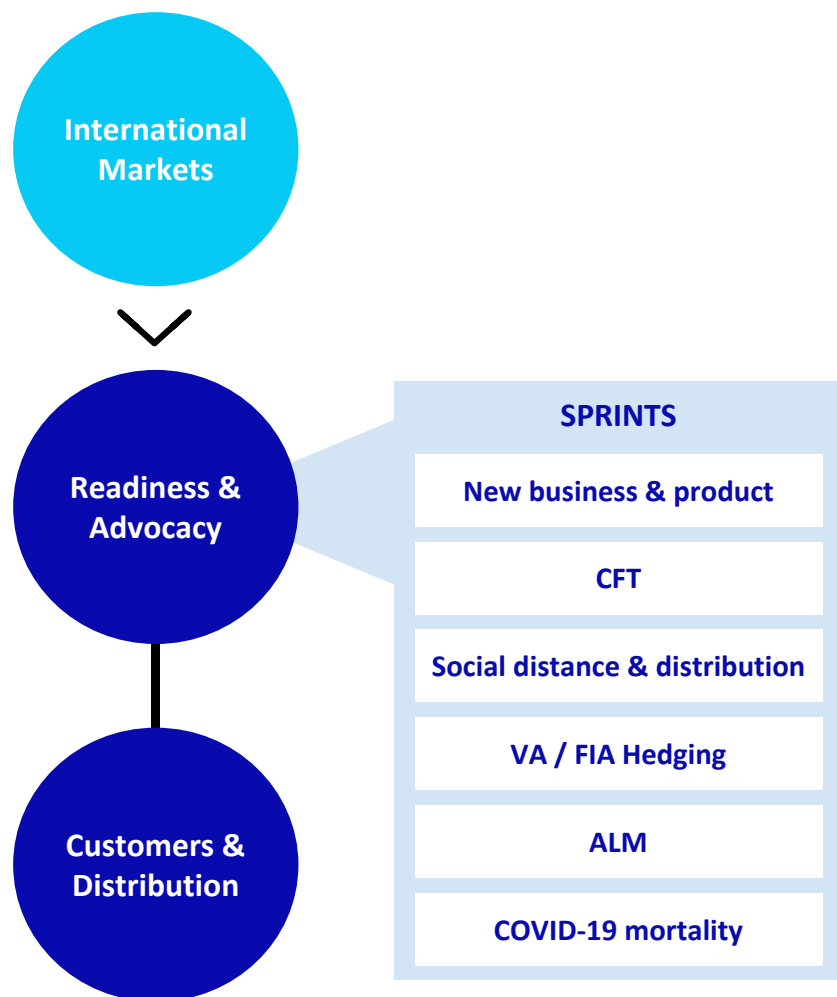 International
Markets
Readiness &
Advocacy
SPRINTS
New business & product
CFT
Social distance & distribution
VA / FIA Hedging
ALM
COVID-19 mortality
Customers &
Distribution